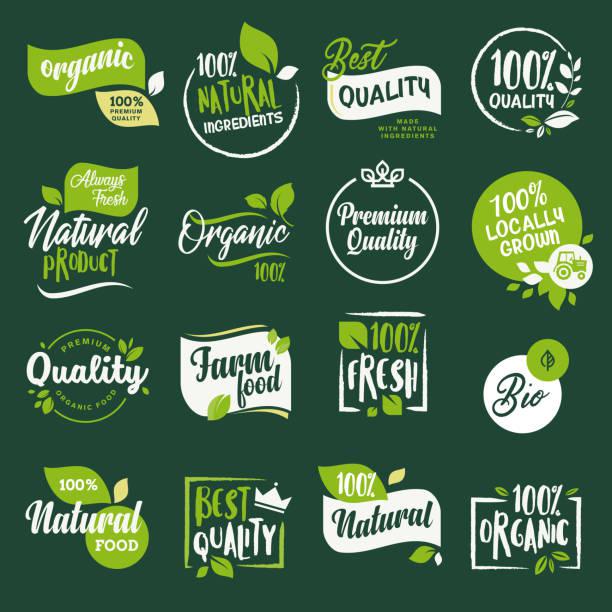 Organic
100%
PREMIUM
QUALITY
100%
NATURAL
INGREDIENTS
Best
QUALITY
MADE
WITH NATURAL
INGREDIENTS
100%
QUALITY
Always
Fresh
Natural
PRODUCT
Organic
100%
Premium
Quality
100%
LOCALLY
GROWN
PREMIUM
Quality
ORGANIC FOOD
Farm
food
100%
FRESH
Bio
100%
Natural
FOOD
BEST
QUALITY
100%
Natural
100%
ORGANIC